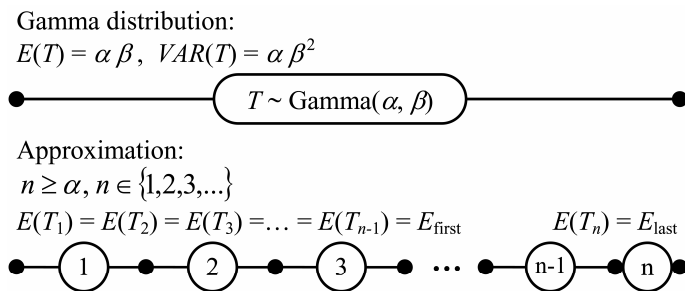 Gamma distribution:
E(T) = α β, VAR(T) = α β²
T ~ Gamma(α, β)
Approximation:
n ≥ α, n ∈ {1,2,3,...}
E(T₁) = E(T₂) = E(T₃) =... = E(Tₙ₋₁) = E_first E(Tₙ) = E_last
1 2 3 ... n-1 n